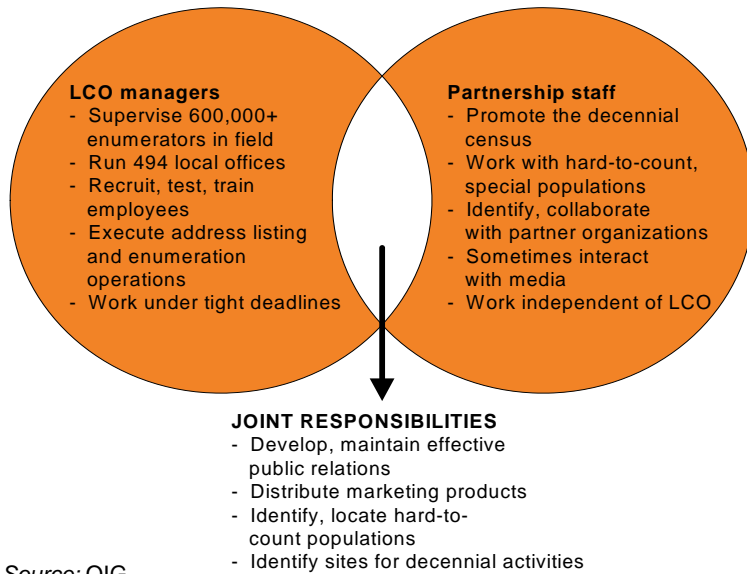 LCO managers
- Supervise 600,000+
enumerators in field
- Run 494 local offices
- Recruit, test, train
employees
- Execute address listing
and enumeration
operations
- Work under tight deadlines
Partnership staff
- Promote the decennial
census
- Work with hard-to-count,
special populations
- Identify, collaborate
with partner organizations
- Sometimes interact
with media
- Work independent of LCO
JOINT RESPONSIBILITIES
- Develop, maintain effective
public relations
- Distribute marketing products
- Identify, locate hard-to-
count populations
- Identify sites for decennial activities
Source: OIG